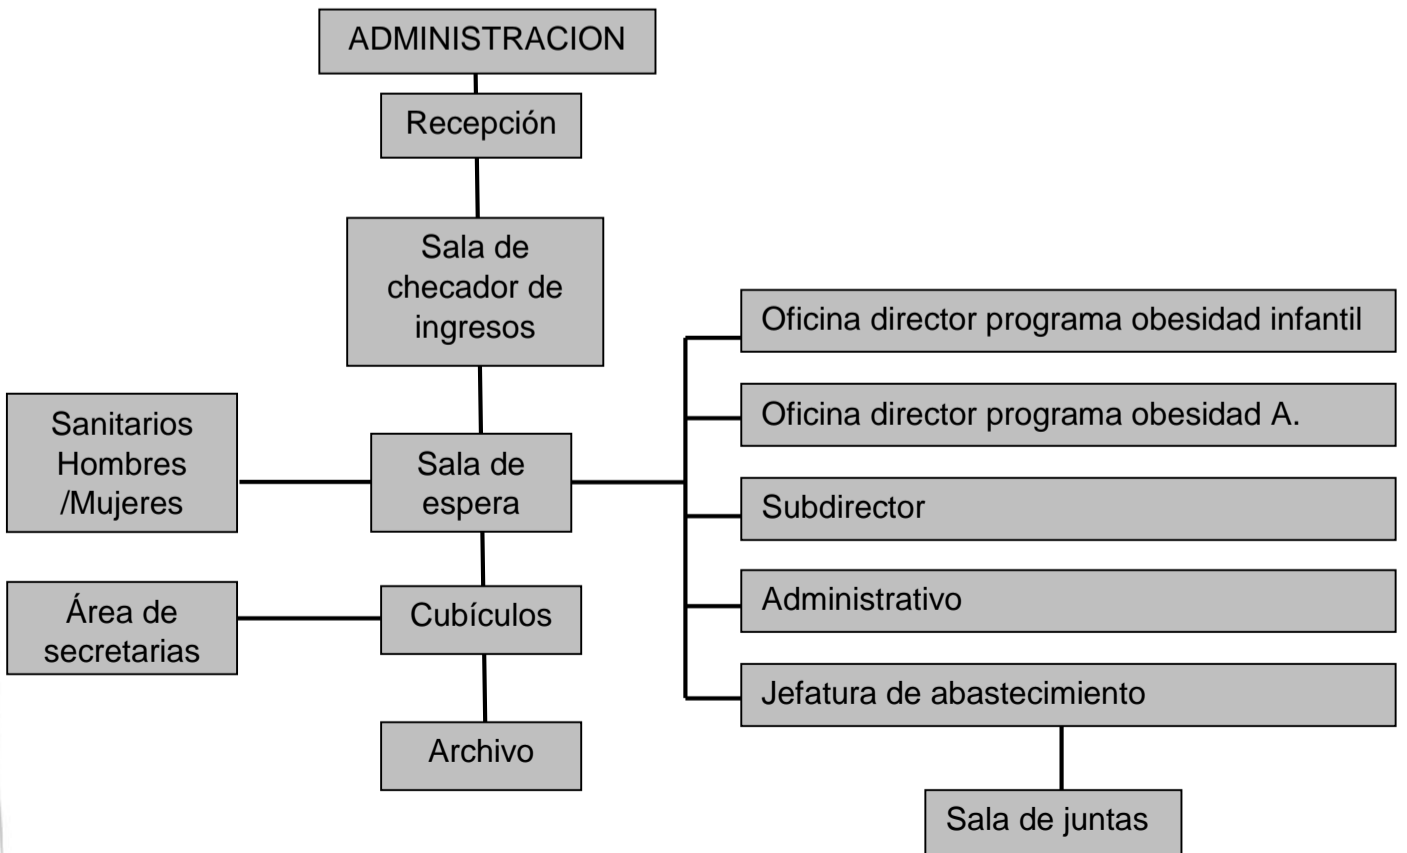 ADMINISTRACION
Recepción
Sala de
checador de
ingresos
Oficina director programa obesidad infantil
Oficina director programa obesidad A.
Sanitarios
Hombres
/Mujeres
Sala de
espera
Subdirector
Administrativo
Área de
secretarias
Cubículos
Jefatura de abastecimiento
Archivo
Sala de juntas